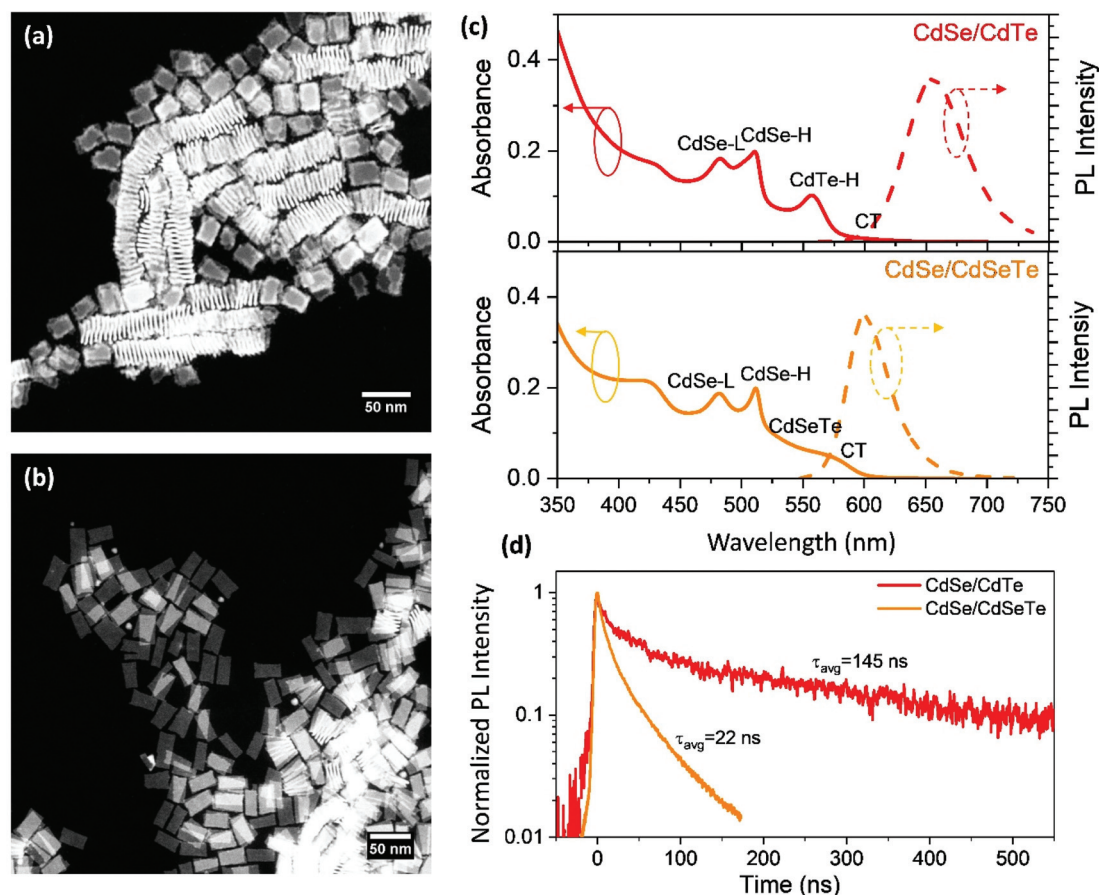 (a)
50 nm
(b)
50 nm
(c)
CdSe/CdTe
0.4
0.2
0.0
Absorbance
PL Intensity
CdSe-L
CdSe-H
CdTe-H
CT
CdSe/CdSeTe
0.4
0.2
0.0
Absorbance
PL Intensiy
CdSe-L
CdSe-H
CdSeTe
CT
350 400 450 500 550 600 650 700 750
Wavelength (nm)
(d)
CdSe/CdTe
CdSe/CdSeTe
1
0.1
0.01
Normalized PL Intensity
τavg=145 ns
τavg=22 ns
0 100 200 300 400 500
Time (ns)